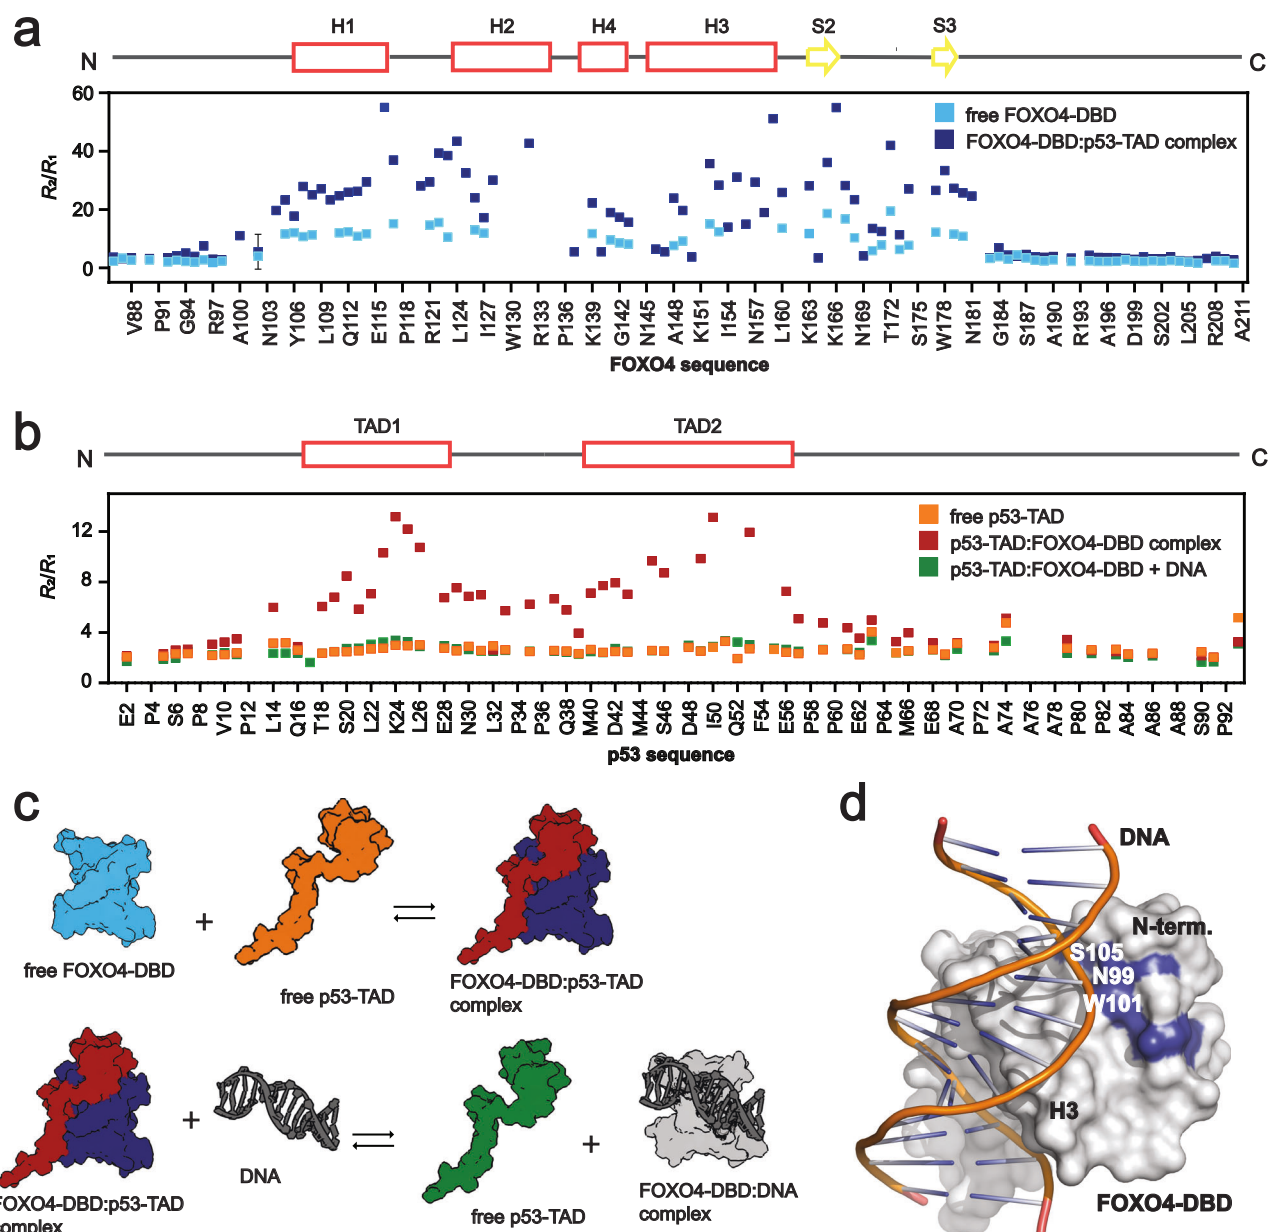 a
H1 H2 H4 H3 S2 S3
N C
60
40
20
0
R₂/R₁
free FOXO4-DBD
FOXO4-DBD:p53-TAD complex
V88 P91 G94 R97 A100 N103 Y106 L109 Q112 E115 P118 R121 L124 I127 W130 R133 P136 K139 G142 N145 A148 K151 I154 N157 L160 K163 K166 N169 T172 S175 W178 N181 G184 S187 A190 R193 A196 D199 S202 L205 R208 A211
FOXO4 sequence
b
TAD1 TAD2
N C
12
8
4
0
R₂/R₁
free p53-TAD
p53-TAD:FOXO4-DBD complex
p53-TAD:FOXO4-DBD + DNA
E2 P4 S6 P8 V10 P12 L14 Q16 T18 S20 L22 K24 L26 E28 N30 L32 P34 P36 Q38 M40 D42 M44 S46 D48 I50 Q52 F54 E56 P58 P60 E62 P64 M66 E68 A70 P72 A74 A76 A78 P80 P82 A84 A86 A88 S90 P92
p53 sequence
c
+
free FOXO4-DBD
free p53-TAD
FOXO4-DBD:p53-TAD
complex
+
+
DNA
FOXO4-DBD:p53-TAD
complex
free p53-TAD
FOXO4-DBD:DNA
complex
d
DNA
N-term.
S105
N99
W101
H3
FOXO4-DBD